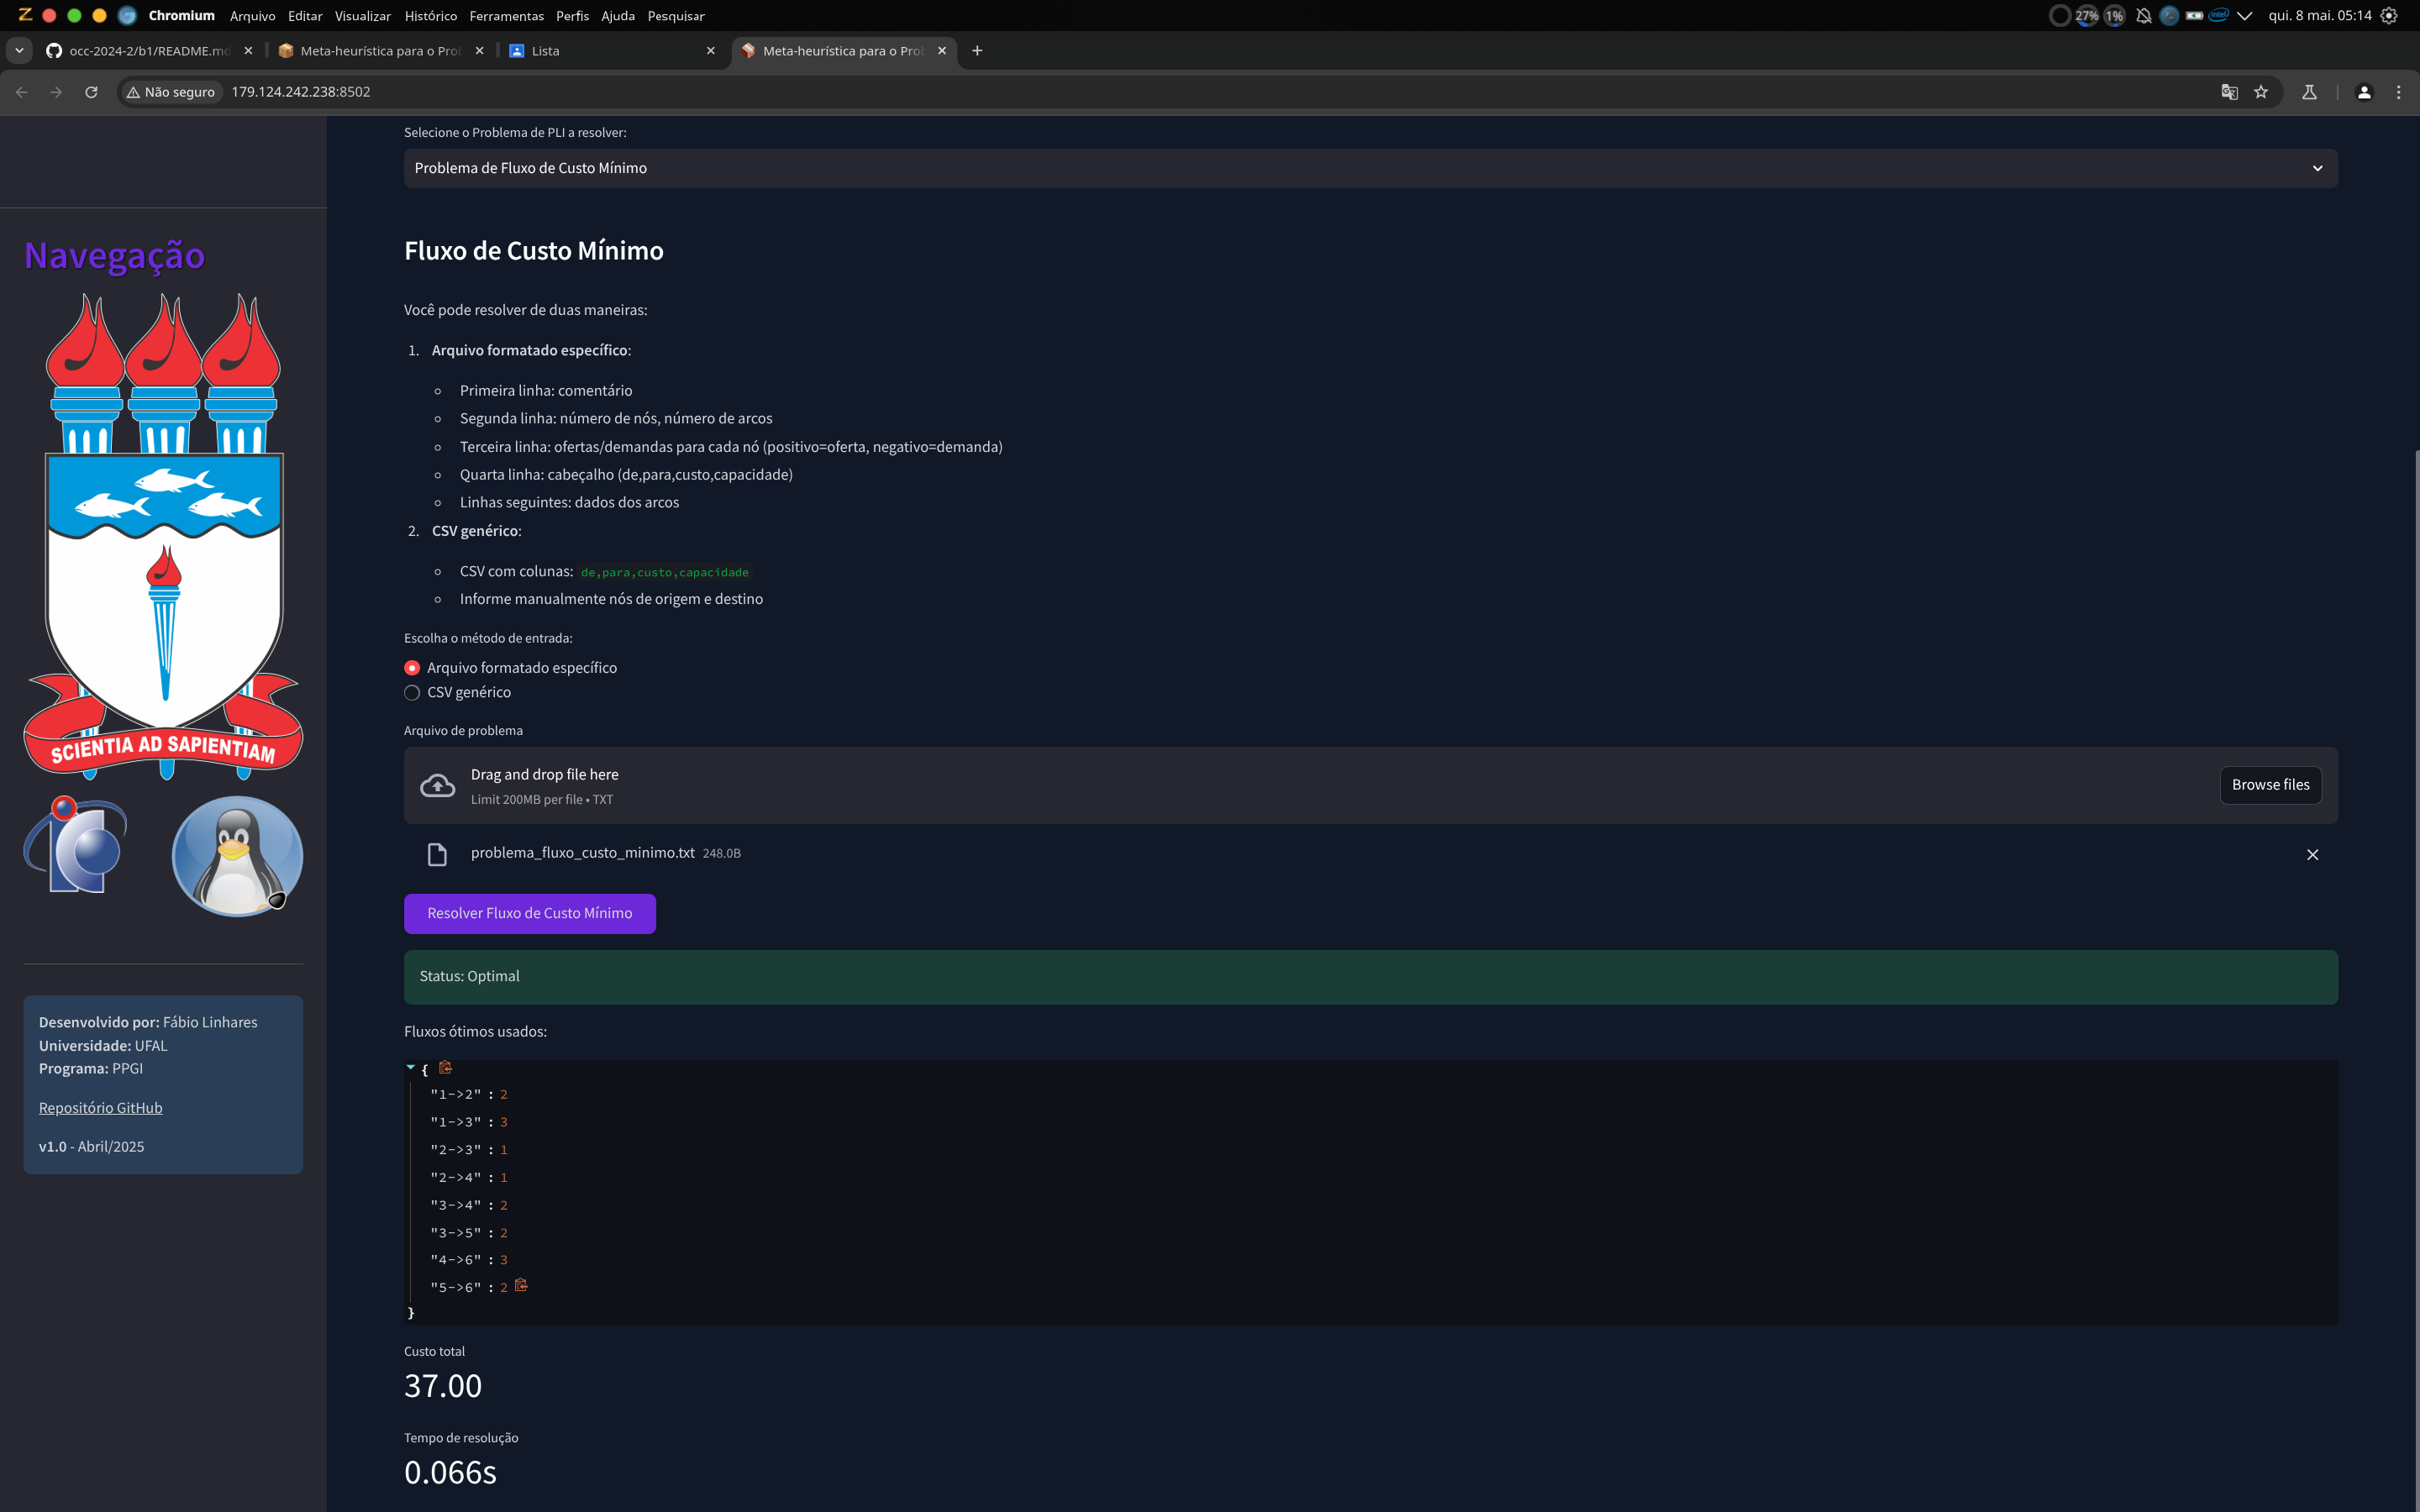 Chromium Arquivo Editar Visualizar Histórico Ferramentas Perfis Ajuda Pesquisar
27% 1% intel qui. 8 mai. 05:14
occ-2024-2/b1/README.md Meta-heurística para o Pro Lista Meta-heurística para o Pro
Não seguro 179.124.242.238:8502
Navegação
SCIENTIA AD SAPIENTIAM
Desenvolvido por: Fábio Linhares
Universidade: UFAL
Programa: PPGI
Repositório GitHub
v1.0 - Abril/2025
Selecione o Problema de PLI a resolver:
Problema de Fluxo de Custo Mínimo
Fluxo de Custo Mínimo
Você pode resolver de duas maneiras:
1. Arquivo formatado específico:
Primeira linha: comentário
Segunda linha: número de nós, número de arcos
Terceira linha: ofertas/demandas para cada nó (positivo=oferta, negativo=demanda)
Quarta linha: cabeçalho (de,para,custo,capacidade)
Linhas seguintes: dados dos arcos
2. CSV genérico:
CSV com colunas: de,para,custo,capacidade
Informe manualmente nós de origem e destino
Escolha o método de entrada:
Arquivo formatado específico
CSV genérico
Arquivo de problema
Drag and drop file here
Limit 200MB per file • TXT
Browse files
problema_fluxo_custo_minimo.txt 248.0B
Resolver Fluxo de Custo Mínimo
Status: Optimal
Fluxos ótimos usados:
{
"1->2" : 2
"1->3" : 3
"2->3" : 1
"2->4" : 1
"3->4" : 2
"3->5" : 2
"4->6" : 3
"5->6" : 2
}
Custo total
37.00
Tempo de resolução
0.066s